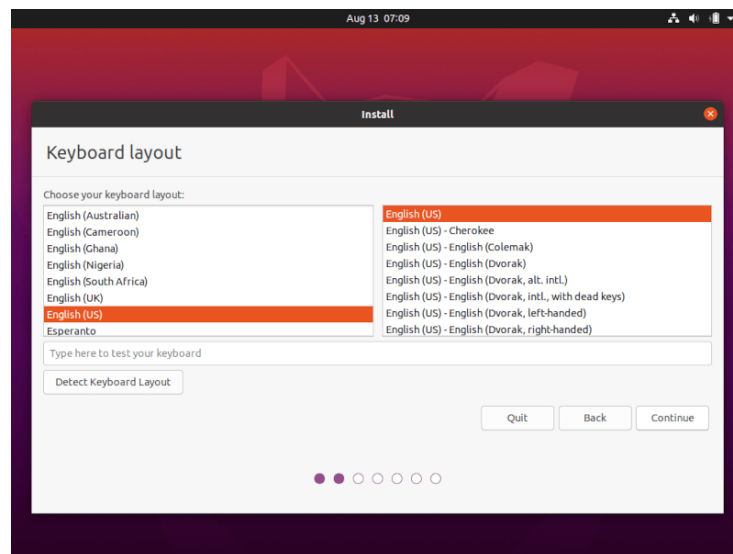 Aug 13 07:09
Install
Keyboard layout
Choose your keyboard layout:
English (Australian)
English (Cameroon)
English (Ghana)
English (Nigeria)
English (South Africa)
English (UK)
English (US)
Esperanto
English (US)
English (US) - Cherokee
English (US) - English (Colemak)
English (US) - English (Dvorak)
English (US) - English (Dvorak, alt. intl.)
English (US) - English (Dvorak, intl., with dead keys)
English (US) - English (Dvorak, left-handed)
English (US) - English (Dvorak, right-handed)
Type here to test your keyboard
Detect Keyboard Layout
Quit Back Continue